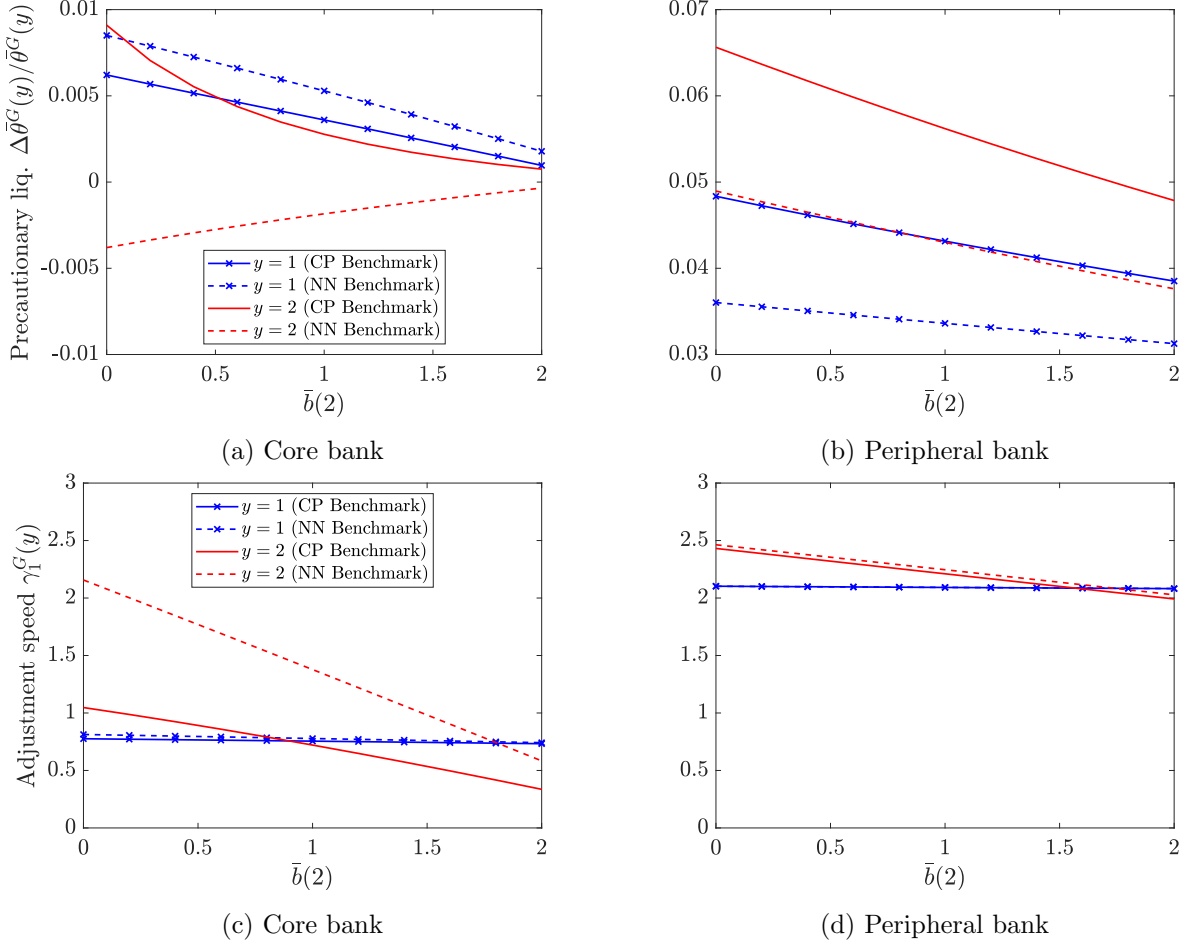 Precautionary liq. Δθ̄^G(y)/θ̄^G(y)
0.01
0.005
0
-0.005
-0.01
0
0.5
1
1.5
2
b̄(2)
y = 1 (CP Benchmark)
y = 1 (NN Benchmark)
y = 2 (CP Benchmark)
y = 2 (NN Benchmark)
(a) Core bank
0.07
0.06
0.05
0.04
0.03
0
0.5
1
1.5
2
b̄(2)
(b) Peripheral bank
Adjustment speed γ₁^G(y)
3
2.5
2
1.5
1
0.5
0
0
0.5
1
1.5
2
b̄(2)
y = 1 (CP Benchmark)
y = 1 (NN Benchmark)
y = 2 (CP Benchmark)
y = 2 (NN Benchmark)
(c) Core bank
3
2.5
2
1.5
1
0.5
0
0
0.5
1
1.5
2
b̄(2)
(d) Peripheral bank